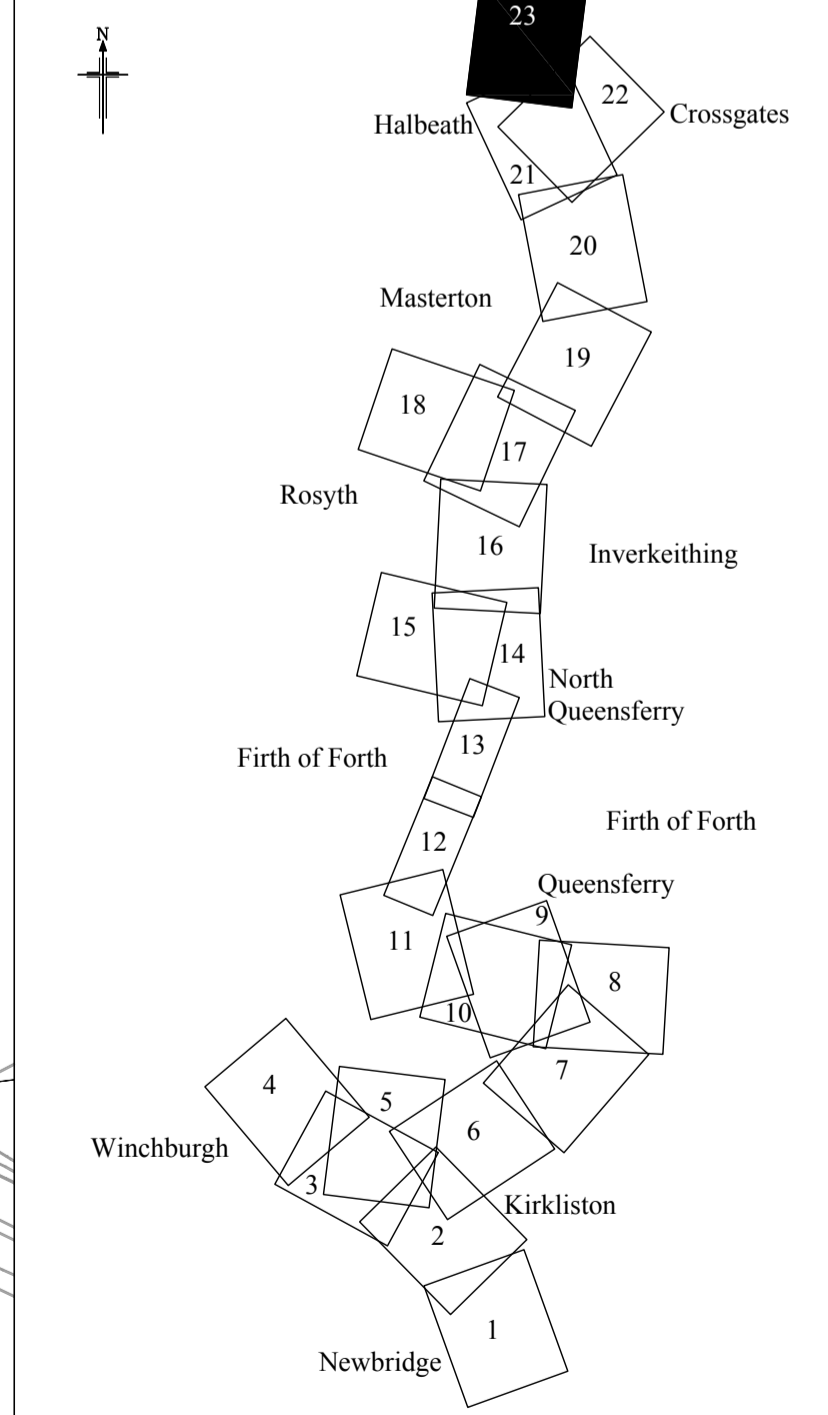 23
N
22
Crossgates
Halbeath
21
20
Masterton
19
18
17
Rosyth
16
Inverkeithing
15
14
North
Queensferry
13
Firth of Forth
Firth of Forth
12
Queensferry
9
11
8
10
7
4
5
6
Winchburgh
3
Kirkliston
2
1
Newbridge